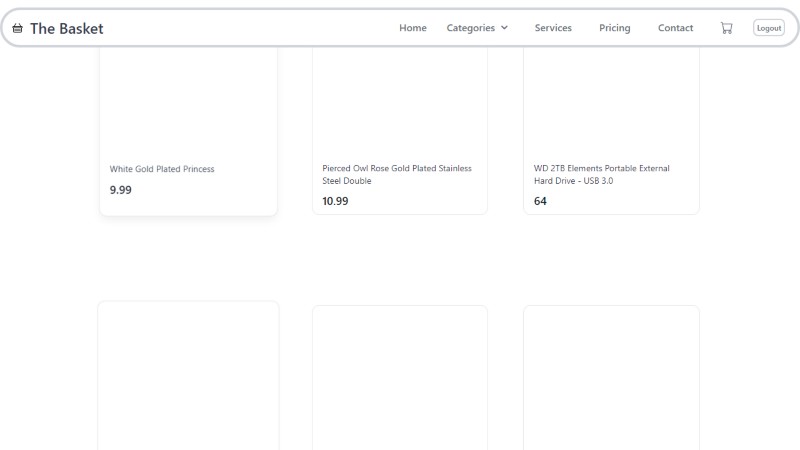 The Basket
Home
Categories
Services
Pricing
Contact
Logout
White Gold Plated Princess
9.99
Pierced Owl Rose Gold Plated Stainless
Steel Double
10.99
WD 2TB Elements Portable External
Hard Drive - USB 3.0
64